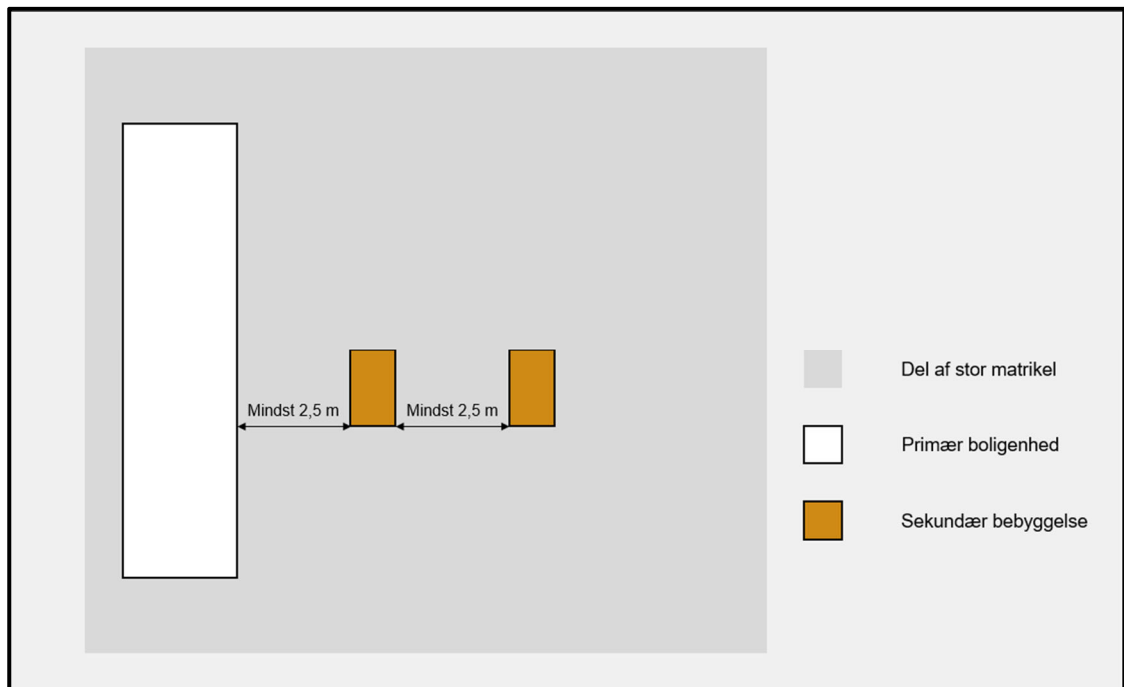 Mindst 2,5 m
Mindst 2,5 m
Del af stor matrikel
Primær boligenhed
Sekundær bebyggelse